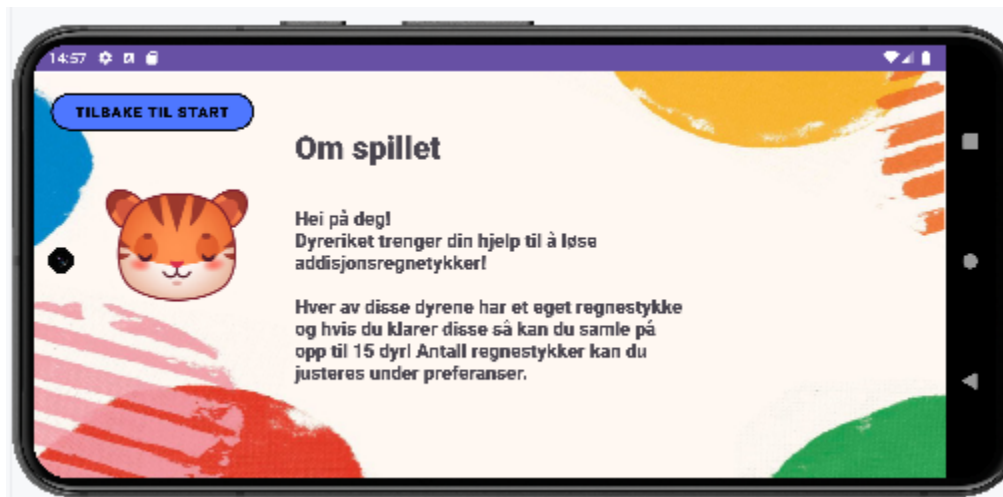 14:57
TILBAKE TIL START
Om spillet
Hei på deg!
Dyreriket trenger din hjelp til å løse
addisjonsregnetykker!
Hver av disse dyrene har et eget regnestykke
og hvis du klarer disse så kan du samle på
opp til 15 dyr! Antall regnestykker kan du
justeres under preferanser.